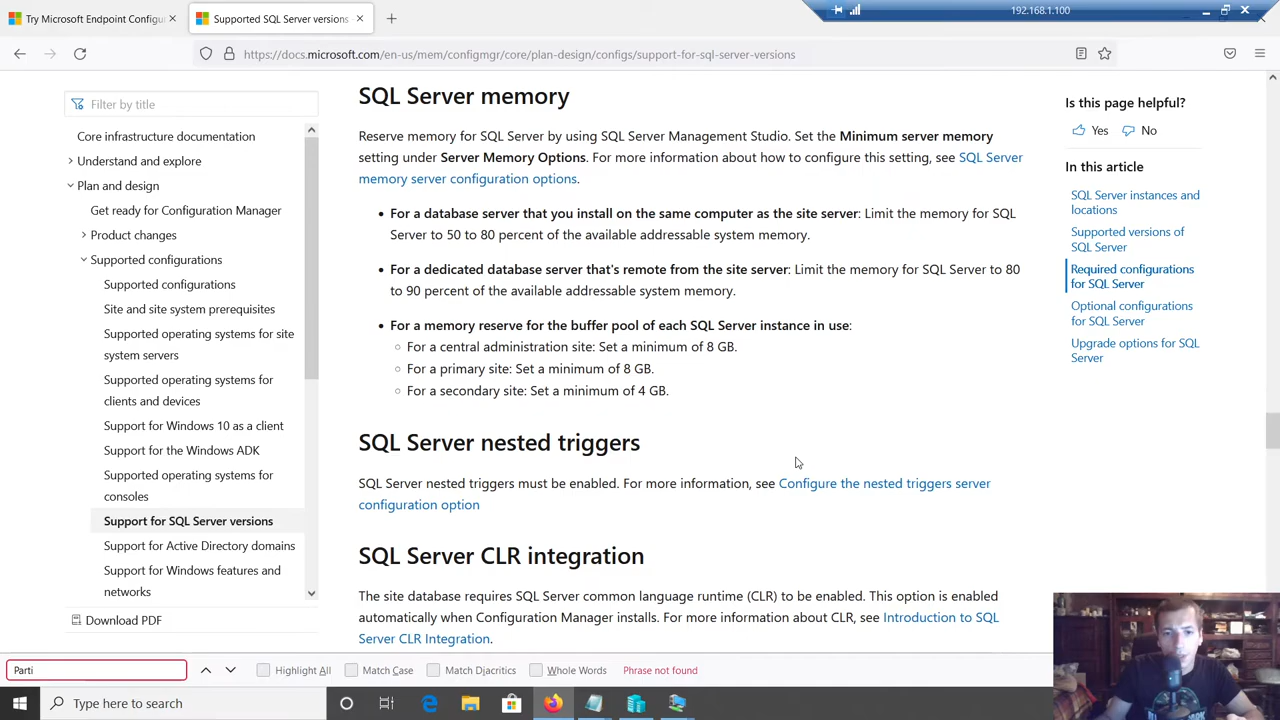 Try Microsoft Endpoint Configu
Supported SQL Server versions
192.168.1.100
https://docs.microsoft.com/en-us/mem/configmgr/core/plan-design/configs/support-for-sql-server-versions
Filter by title
Core infrastructure documentation
Understand and explore
Plan and design
Get ready for Configuration Manager
Product changes
Supported configurations
Supported configurations
Site and site system prerequisites
Supported operating systems for site
system servers
Supported operating systems for
clients and devices
Support for Windows 10 as a client
Support for the Windows ADK
Supported operating systems for
consoles
Support for SQL Server versions
Support for Active Directory domains
Support for Windows features and
networks
Download PDF
SQL Server memory
Reserve memory for SQL Server by using SQL Server Management Studio. Set the Minimum server memory
setting under Server Memory Options. For more information about how to configure this setting, see SQL Server
memory server configuration options.
• For a database server that you install on the same computer as the site server: Limit the memory for SQL
Server to 50 to 80 percent of the available addressable system memory.
• For a dedicated database server that's remote from the site server: Limit the memory for SQL Server to 80
to 90 percent of the available addressable system memory.
• For a memory reserve for the buffer pool of each SQL Server instance in use:
○ For a central administration site: Set a minimum of 8 GB.
○ For a primary site: Set a minimum of 8 GB.
○ For a secondary site: Set a minimum of 4 GB.
SQL Server nested triggers
SQL Server nested triggers must be enabled. For more information, see Configure the nested triggers server
configuration option
SQL Server CLR integration
The site database requires SQL Server common language runtime (CLR) to be enabled. This option is enabled
automatically when Configuration Manager installs. For more information about CLR, see Introduction to SQL
Server CLR Integration.
Is this page helpful?
Yes No
In this article
SQL Server instances and
locations
Supported versions of
SQL Server
Required configurations
for SQL Server
Optional configurations
for SQL Server
Upgrade options for SQL
Server
Parti
Highlight All
Match Case
Match Diacritics
Whole Words
Phrase not found
Type here to search